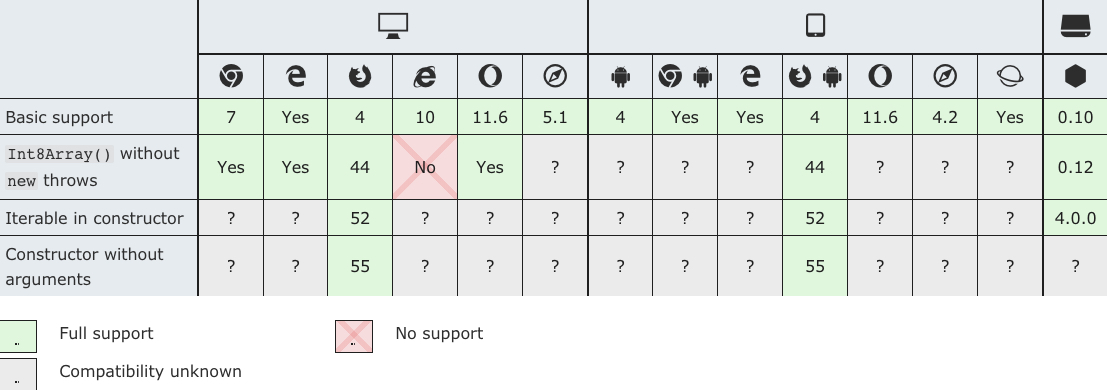 Basic support 7 Yes 4 10 11.6 5.1 4 Yes Yes 4 11.6 4.2 Yes 0.10
Int8Array() without
new throws Yes Yes 44 No Yes ? ? ? ? 44 ? ? ? 0.12
Iterable in constructor ? ? 52 ? ? ? ? ? ? 52 ? ? ? 4.0.0
Constructor without
arguments ? ? 55 ? ? ? ? ? ? 55 ? ? ? ?
.. Full support .. No support
.. Compatibility unknown